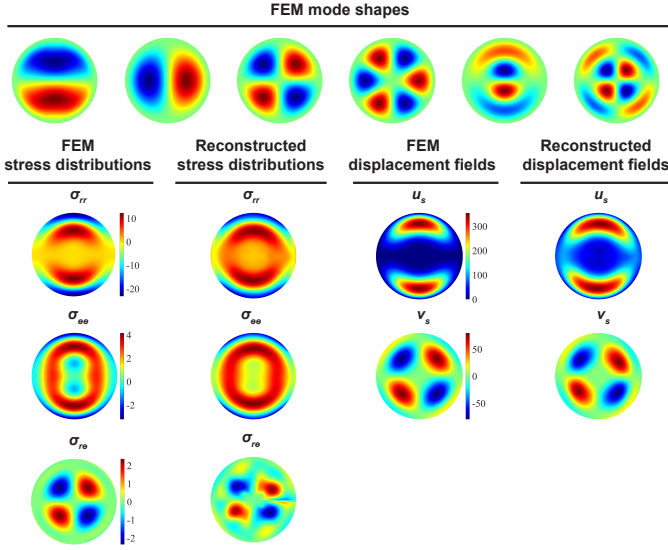 FEM mode shapes
FEM
stress distributions
Reconstructed
stress distributions
FEM
displacement fields
Reconstructed
displacement fields
σrr
σrr
us
us
10
0
-10
-20
300
200
100
0
σθθ
σθθ
vs
vs
4
2
0
-2
50
0
-50
σrθ
σrθ
2
1
0
-1
-2